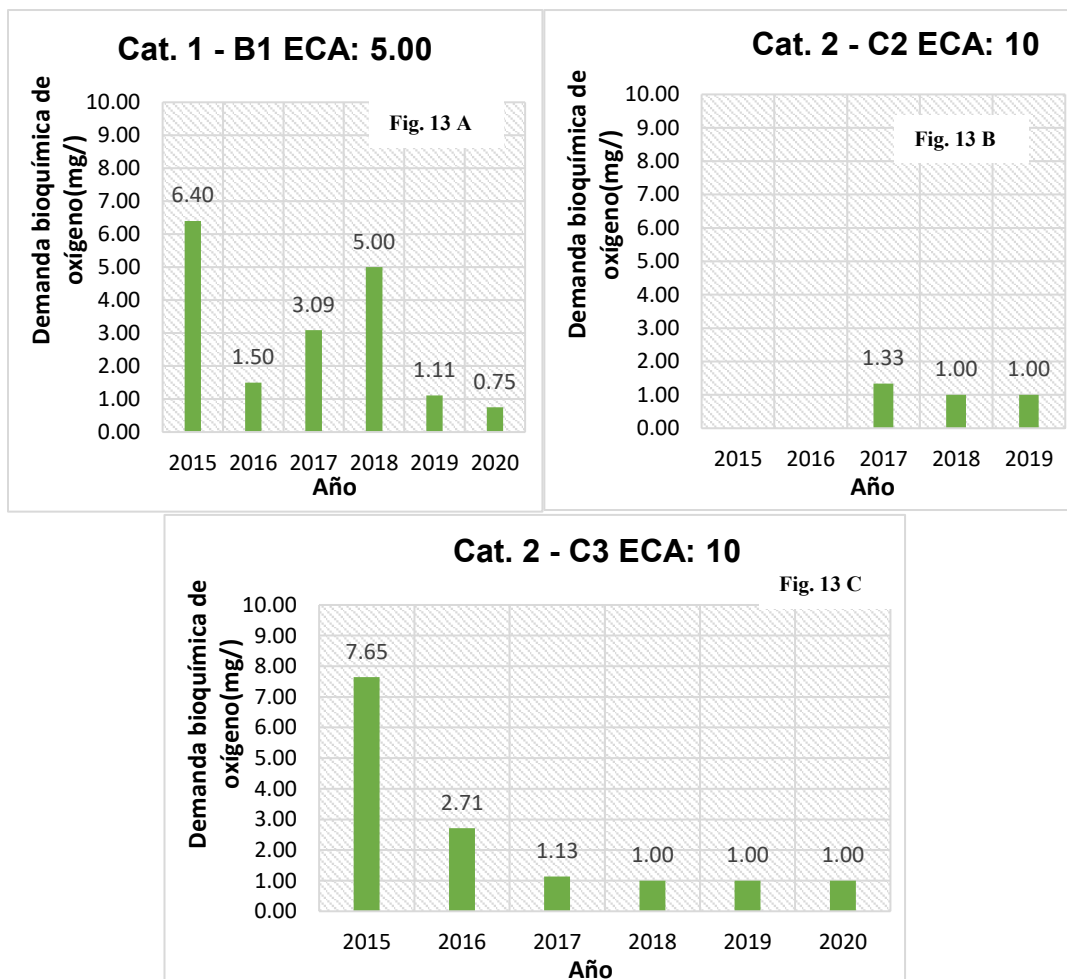 Cat. 1 - B1 ECA: 5.00
Fig. 13 A
Demanda bioquímica de
oxígeno(mg/)
10.00
9.00
8.00
7.00
6.00
5.00
4.00
3.00
2.00
1.00
0.00
6.40
1.50
3.09
5.00
1.11
0.75
2015 2016 2017 2018 2019 2020
Año
Cat. 2 - C2 ECA: 10
Fig. 13 B
Demanda bioquímica de
oxígeno(mg/)
10.00
9.00
8.00
7.00
6.00
5.00
4.00
3.00
2.00
1.00
0.00
1.33
1.00
1.00
2015 2016 2017 2018 2019
Año
Cat. 2 - C3 ECA: 10
Fig. 13 C
Demanda bioquímica de
oxígeno(mg/)
10.00
9.00
8.00
7.00
6.00
5.00
4.00
3.00
2.00
1.00
0.00
7.65
2.71
1.13
1.00
1.00
1.00
2015 2016 2017 2018 2019 2020
Año